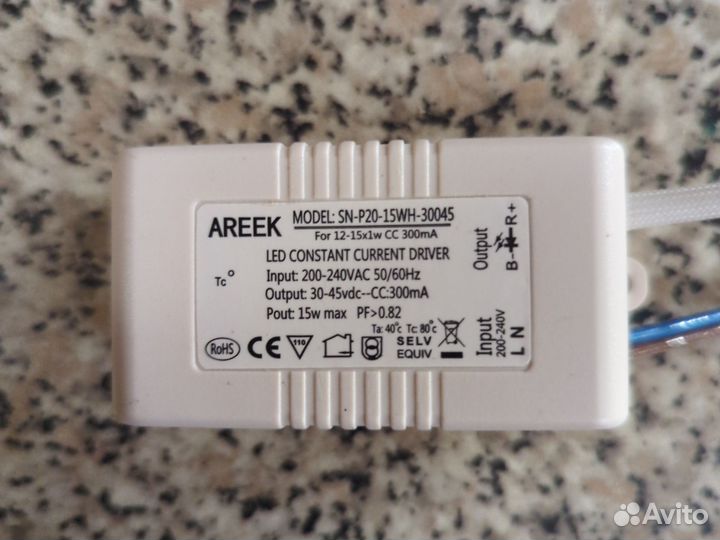 AREEK
MODEL: SN-P20-15WH-30045
For 12-15x1w CC 300mA
LED CONSTANT CURRENT DRIVER
Input: 200-240VAC 50/60Hz
Output: 30-45vdc--CC:300mA
Pout: 15w max PF>0.82
Ta: 40°c Tc: 80°c
Tc°
RoHS
CE
110
SELV
EQUIV
Output
B- R+
Input
200-240V
L N
Avito